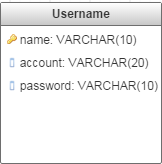 Username
name: VARCHAR(10)
account: VARCHAR(20)
password: VARCHAR(10)